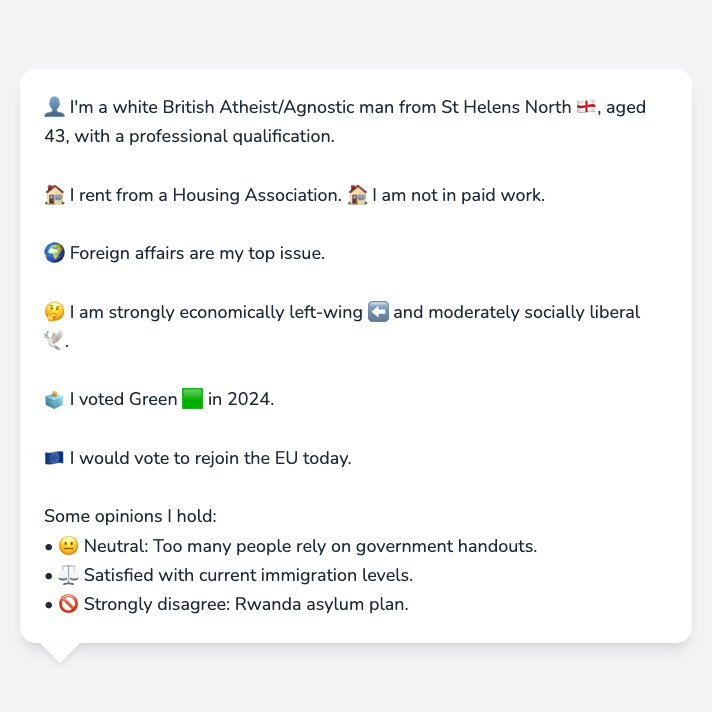 👤 I'm a white British Atheist/Agnostic man from St Helens North 🏴󠁧󠁢󠁥󠁮󠁧󠁿, aged
43, with a professional qualification.
🏠 I rent from a Housing Association. 🏠 I am not in paid work.
🌍 Foreign affairs are my top issue.
🤔 I am strongly economically left-wing ⬅️ and moderately socially liberal
🕊️.
🗳️ I voted Green 🟩 in 2024.
🇪🇺 I would vote to rejoin the EU today.
Some opinions I hold:
• 😐 Neutral: Too many people rely on government handouts.
• ⚖️ Satisfied with current immigration levels.
• 🚫 Strongly disagree: Rwanda asylum plan.